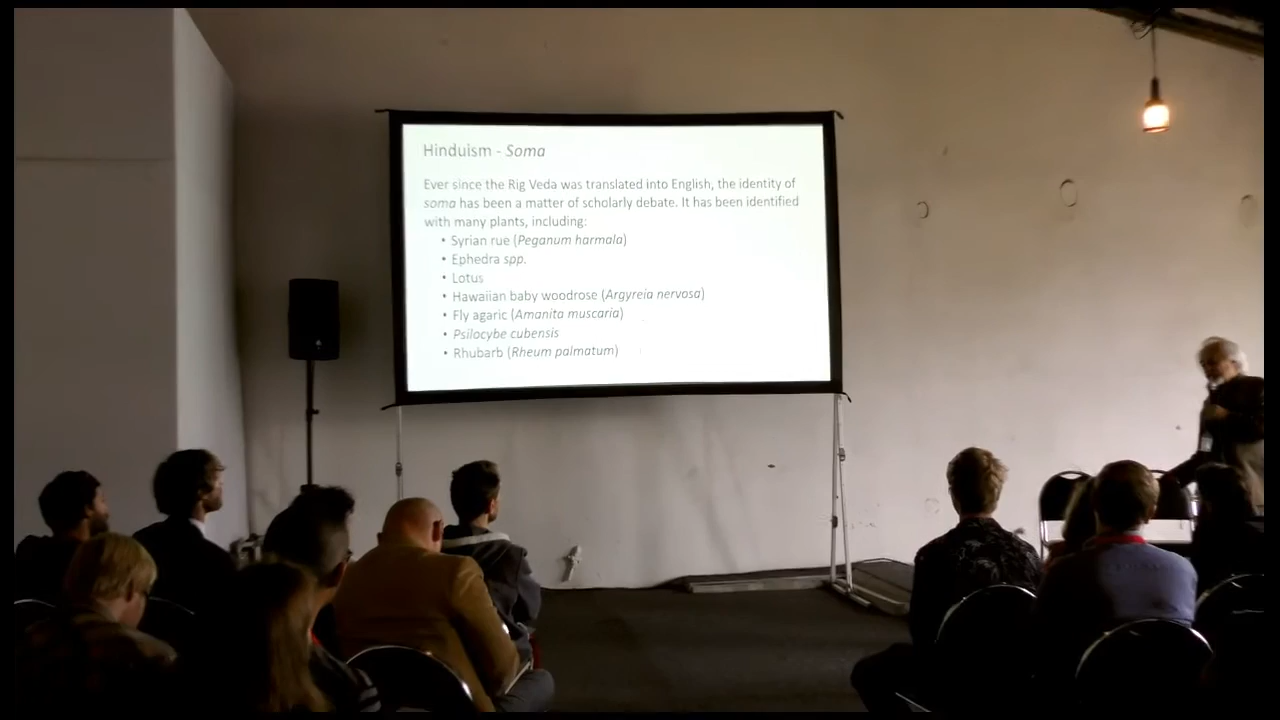 Hinduism - Soma
Ever since the Rig Veda was translated into English, the identity of
soma has been a matter of scholarly debate. It has been identified
with many plants, including:
• Syrian rue (Peganum harmala)
• Ephedra spp.
• Lotus
• Hawaiian baby woodrose (Argyreia nervosa)
• Fly agaric (Amanita muscaria)
• Psilocybe cubensis
• Rhubarb (Rheum palmatum)